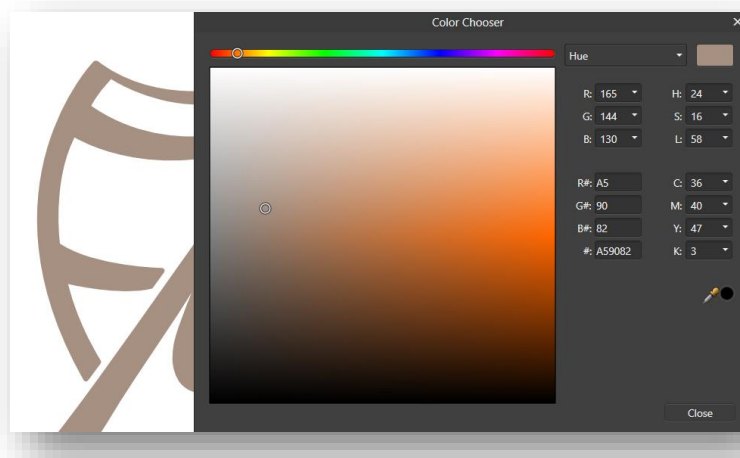 Color Chooser
Hue
R: 165 H: 24
G: 144 S: 16
B: 130 L: 58
R#: A5 C: 36
G#: 90 M: 40
B#: 82 Y: 47
#: A59082 K: 3
Close